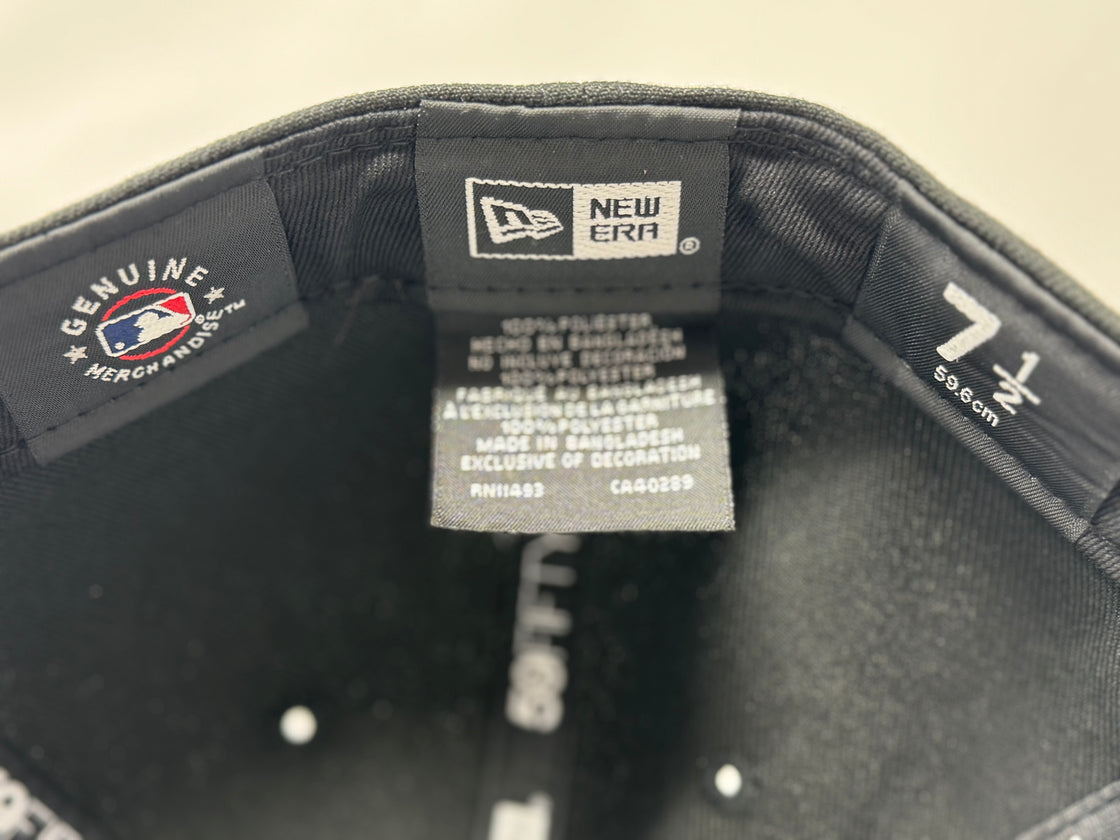 GENUINE
MERCHANDISE™
NEW
ERA
®
100% POLYESTER
HECHO EN BANGLADESH
NO INCLUYE DECORACION
100% POLYESTER
FABRIQUE AU BANGLADESH
À L'EXCLUSION DE LA GARNITURE
100% POLYESTER
MADE IN BANGLADESH
EXCLUSIVE OF DECORATION
RN11493 CA40289
7 1/2
59.6cm